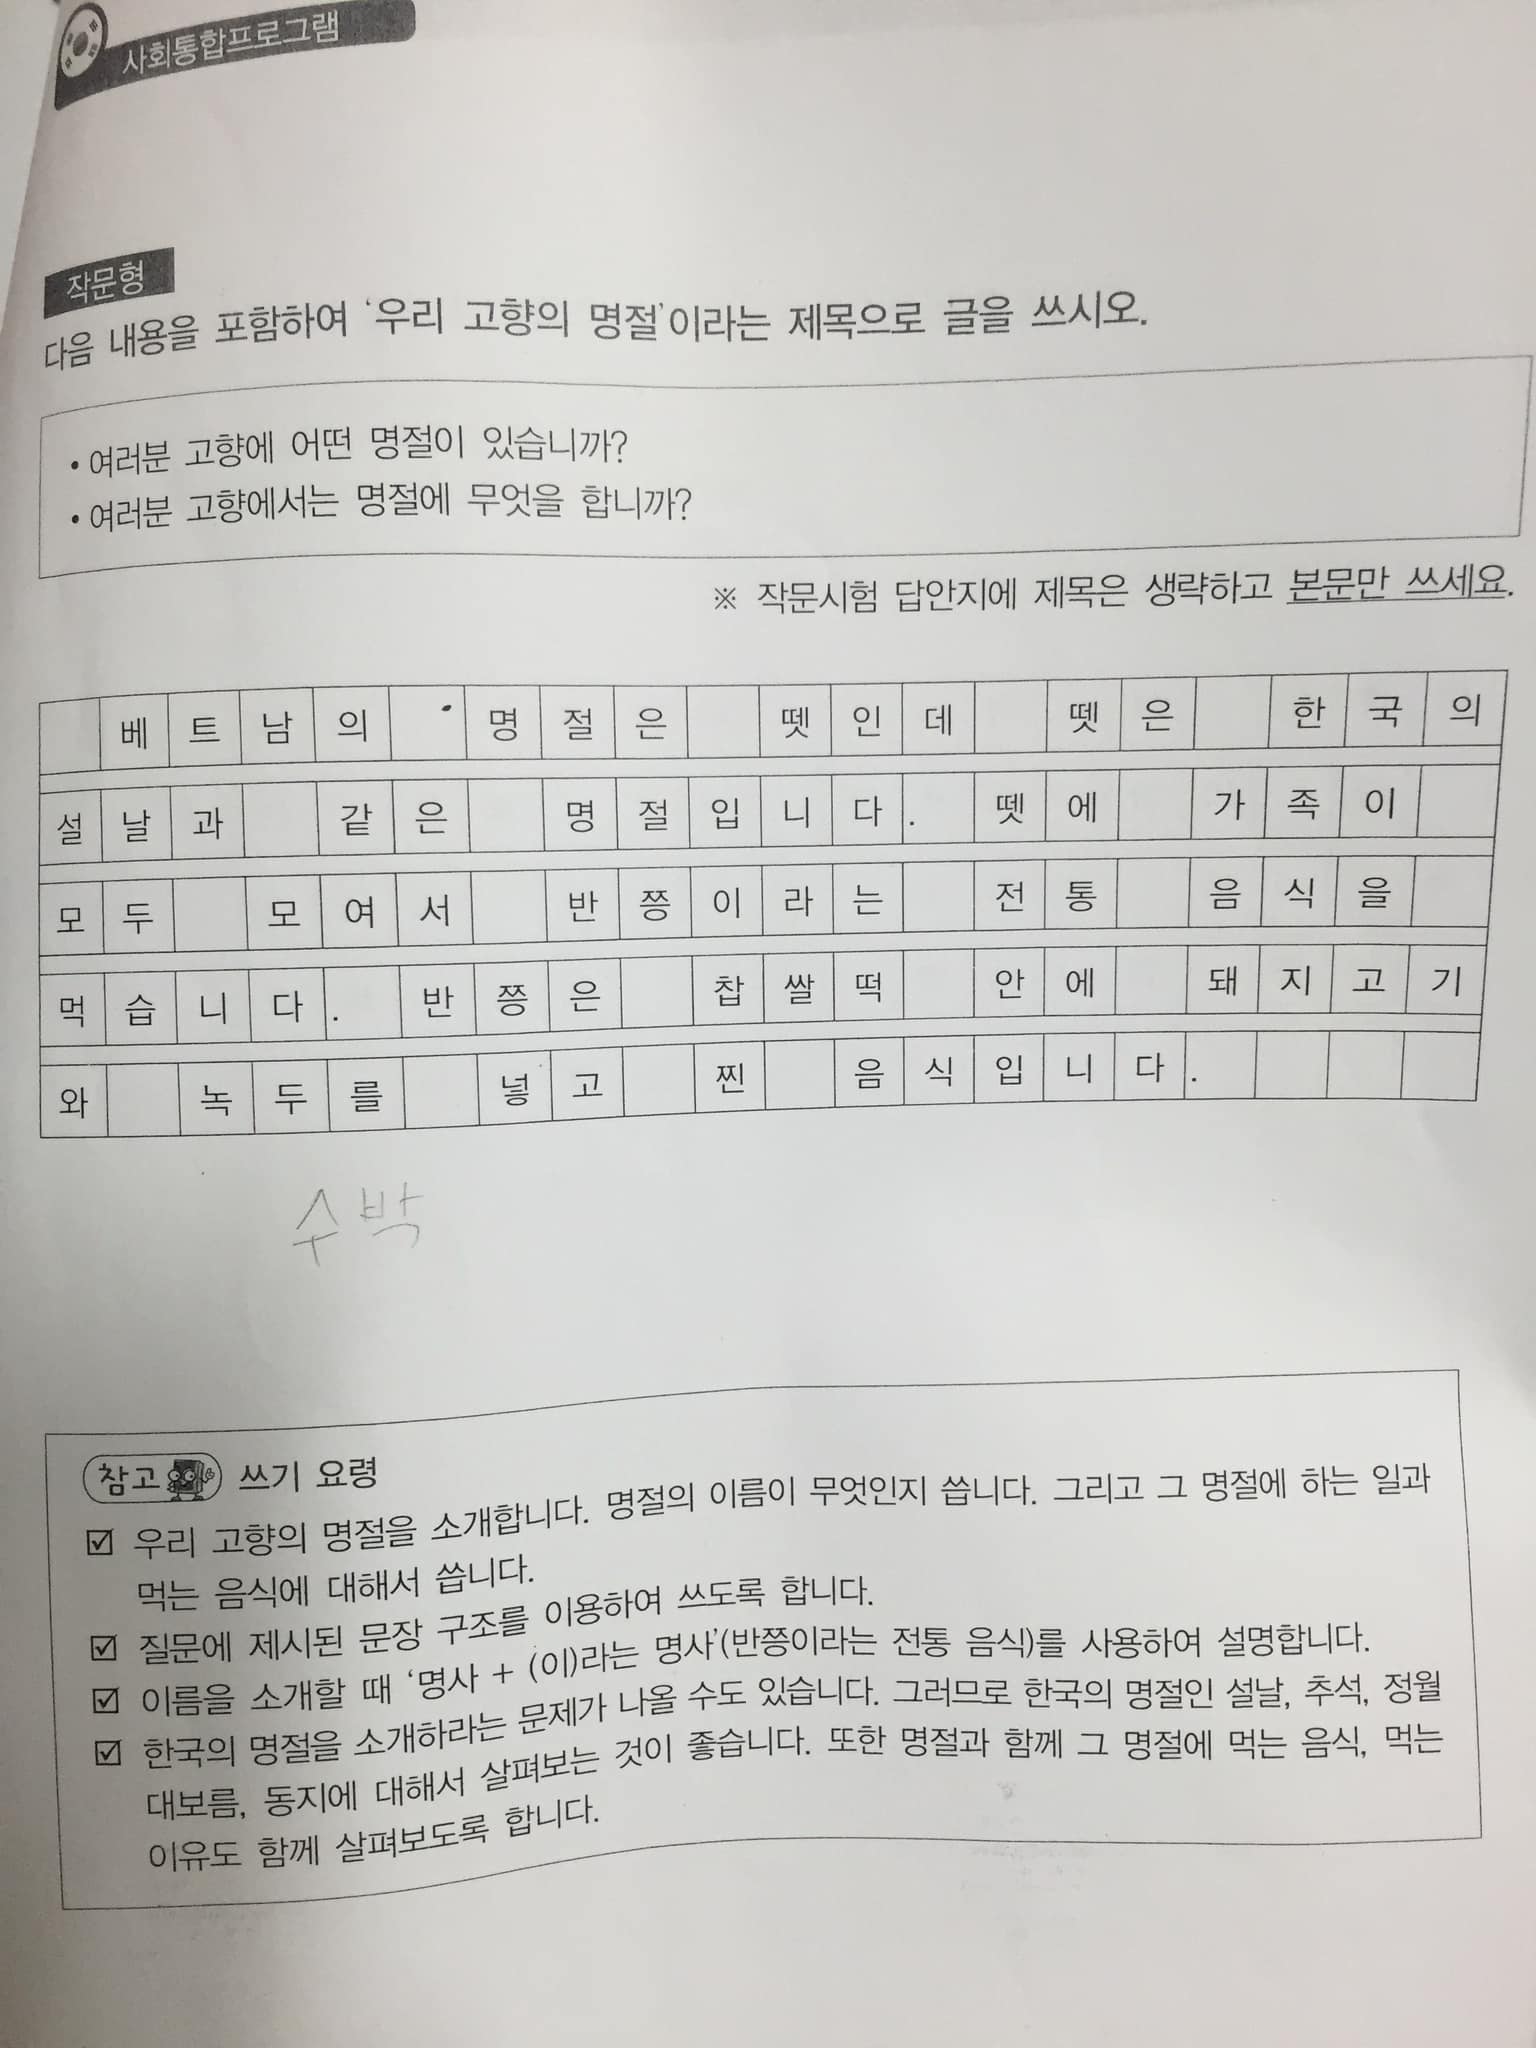 사회통합프로그램
작문형
다음 내용을 포함하여 ‘우리 고향의 명절’이라는 제목으로 글을 쓰시오.
• 여러분 고향에 어떤 명절이 있습니까?
• 여러분 고향에서는 명절에 무엇을 합니까?
※ 작문시험 답안지에 제목은 생략하고 본문만 쓰세요.
베트남의 명절은 뗏인데 뗏은 한국의
설날과 같은 명절입니다. 뗏에 가족이
모두 모여서 반쯩이라는 전통 음식을
먹습니다. 반쯩은 찹쌀떡 안에 돼지고기
와 녹두를 넣고 찐 음식입니다.
수박
참고 쓰기 요령
☑ 우리 고향의 명절을 소개합니다. 명절의 이름이 무엇인지 씁니다. 그리고 그 명절에 하는 일과
먹는 음식에 대해서 씁니다.
☑ 질문에 제시된 문장 구조를 이용하여 쓰도록 합니다.
☑ 이름을 소개할 때 ‘명사 + (이)라는 명사’(반쯩이라는 전통 음식)를 사용하여 설명합니다.
☑ 한국의 명절을 소개하라는 문제가 나올 수도 있습니다. 그러므로 한국의 명절인 설날, 추석, 정월
대보름, 동지에 대해서 살펴보는 것이 좋습니다. 또한 명절과 함께 그 명절에 먹는 음식, 먹는
이유도 함께 살펴보도록 합니다.